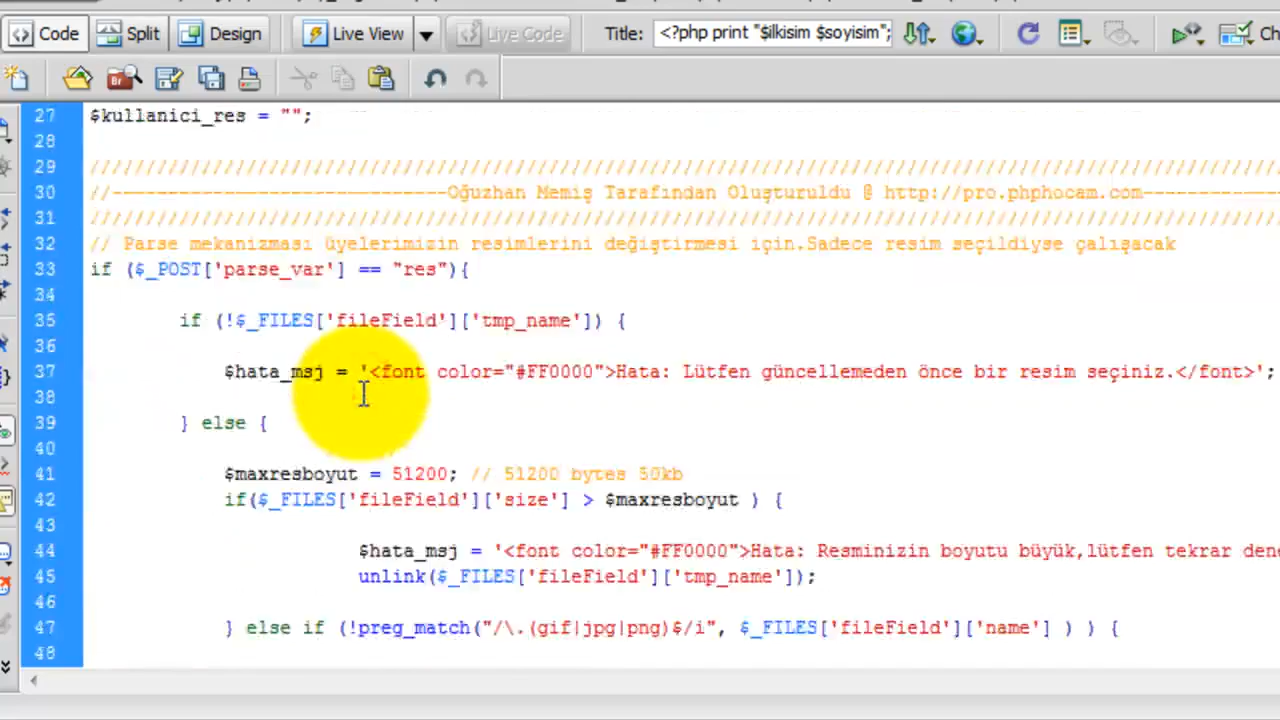 Code Split Design Live View Live Code Title: <?php print "$ilkisim $soyisim"; Ch
Br
27 $kullanici_res = "";
28
29 ////////////////////////////////////////////////////////////////////////////////////////////////////////////
30 //------------------------------Oğuzhan Memiş Tarafından Oluşturuldu @ http://pro.phphocam.com------------
31 ////////////////////////////////////////////////////////////////////////////////////////////////////////////
32 // Parse mekanizması üyelerimizin resimlerini değiştirmesi için.Sadece resim seçildiyse çalışacak
33 if ($_POST['parse_var'] == "res"){
34
35 if (!$_FILES['fileField']['tmp_name']) {
36
37 $hata_msj = '<font color="#FF0000">Hata: Lütfen güncellemeden önce bir resim seçiniz.</font>';
38
39 } else {
40
41 $maxresboyut = 51200; // 51200 bytes 50kb
42 if($_FILES['fileField']['size'] > $maxresboyut ) {
43
44 $hata_msj = '<font color="#FF0000">Hata: Resminizin boyutu büyük,lütfen tekrar dene
45 unlink($_FILES['fileField']['tmp_name']);
46
47 } else if (!preg_match("/\.(gif|jpg|png)$/i", $_FILES['fileField']['name'] ) ) {
48